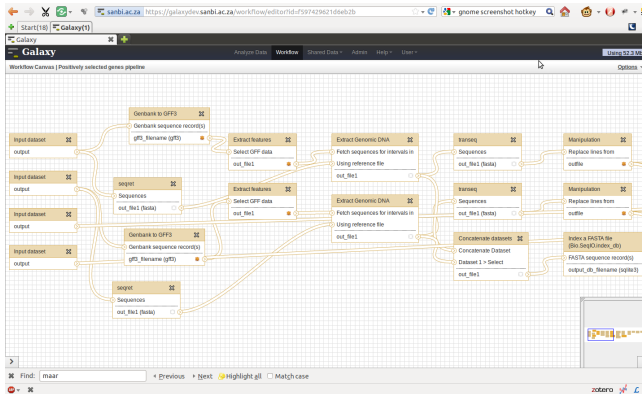 sanbi.ac.za https://galaxydev.sanbi.ac.za/workflow/editor?id=f597429621d6eb2b
gnome screenshot hotkey
Start(18) Galaxy(1)
Galaxy
Galaxy
Analyze Data Workflow Shared Data Admin Help User
Using 52.3 Mb
Workflow Canvas | Positively selected genes pipeline
Options
Genbank to GFF3
Genbank sequence record(s)
gff3_filename (gff3)
Input dataset
output
Extract features
Select GFF data
out_file1
Extract Genomic DNA
Fetch sequences for intervals in
Using reference file
out_file1
transeq
Sequences
out_file1 (fasta)
Manipulation
Replace lines from
outfile
Input dataset
output
seqret
Sequences
out_file1 (fasta)
Extract features
Select GFF data
out_file1
Extract Genomic DNA
Fetch sequences for intervals in
Using reference file
out_file1
transeq
Sequences
out_file1 (fasta)
Manipulation
Replace lines from
outfile
Input dataset
output
Genbank to GFF3
Genbank sequence record(s)
gff3_filename (gff3)
Concatenate datasets
Concatenate Dataset
Dataset 1 > Select
out_file1
Index a FASTA file
(Bio.SeqIO.index_db)
FASTA sequence record(s)
output_db_filename (sqlite3)
Input dataset
output
seqret
Sequences
out_file1 (fasta)
Find: maar Previous Next Highlight all Match case
zotero